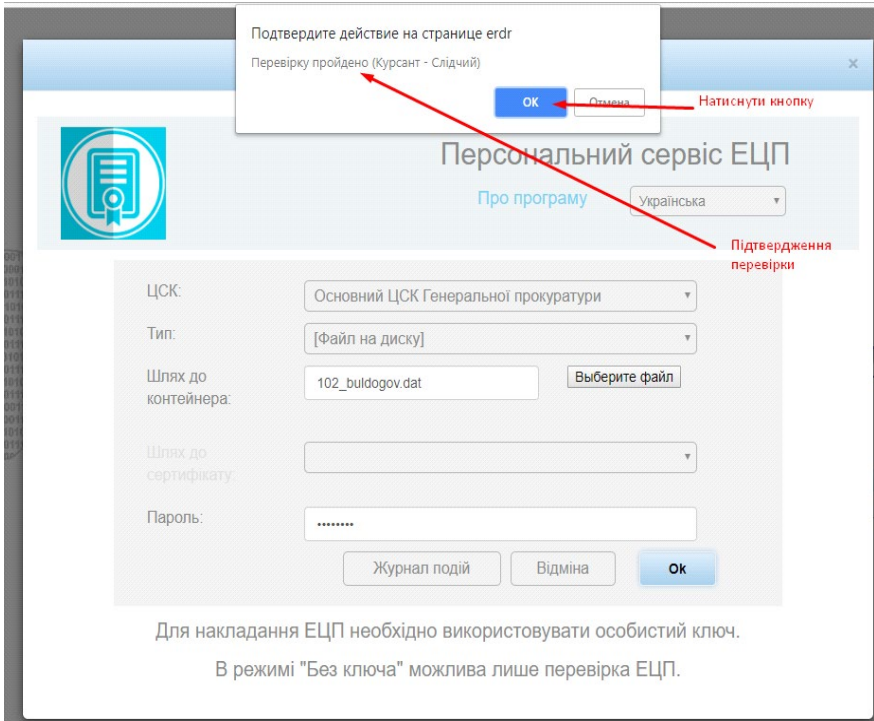 Подтвердите действие на странице erdr
Перевірку пройдено (Курсант - Слідчий)
ОК
Отмена
Натиснути кнопку
×
Персональний сервіс ЕЦП
Про програму
Українська
Підтвердження
перевірки
ЦСК:
Основний ЦСК Генеральної прокуратури
Тип:
[Файл на диску]
Шлях до
контейнера:
102_buldogov.dat
Выберите файл
Шлях до
сертифікату:
Пароль:
••••••••
Журнал подій
Відміна
Ok
Для накладання ЕЦП необхідно використовувати особистий ключ.
В режимі "Без ключа" можлива лише перевірка ЕЦП.